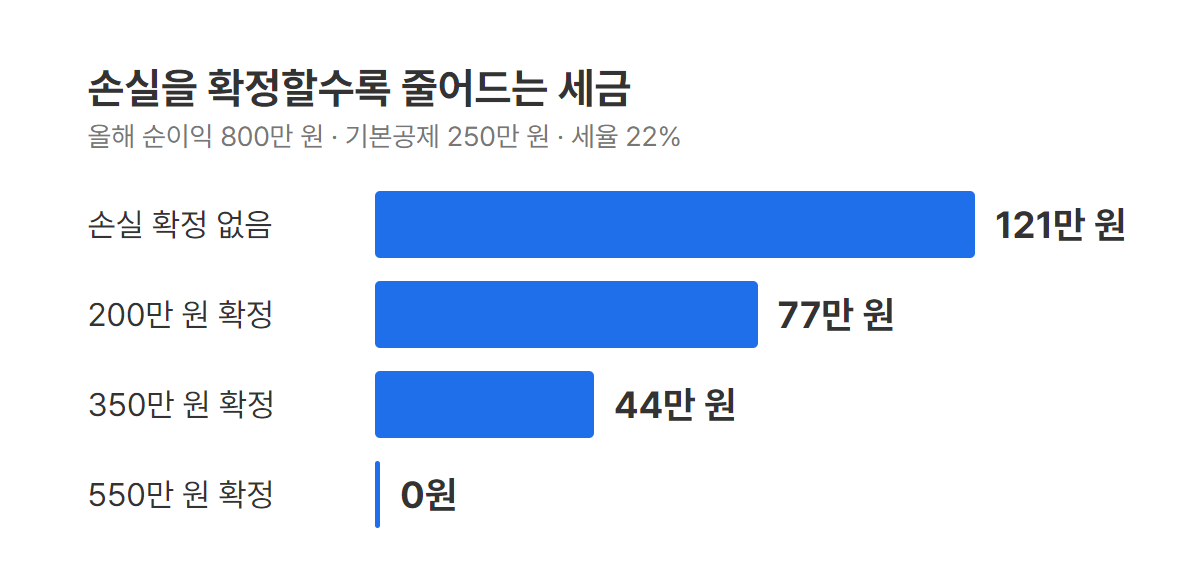 손실을 확정할수록 줄어드는 세금
올해 순이익 800만 원 · 기본공제 250만 원 · 세율 22%
손실 확정 없음 121만 원
200만 원 확정 77만 원
350만 원 확정 44만 원
550만 원 확정 0원